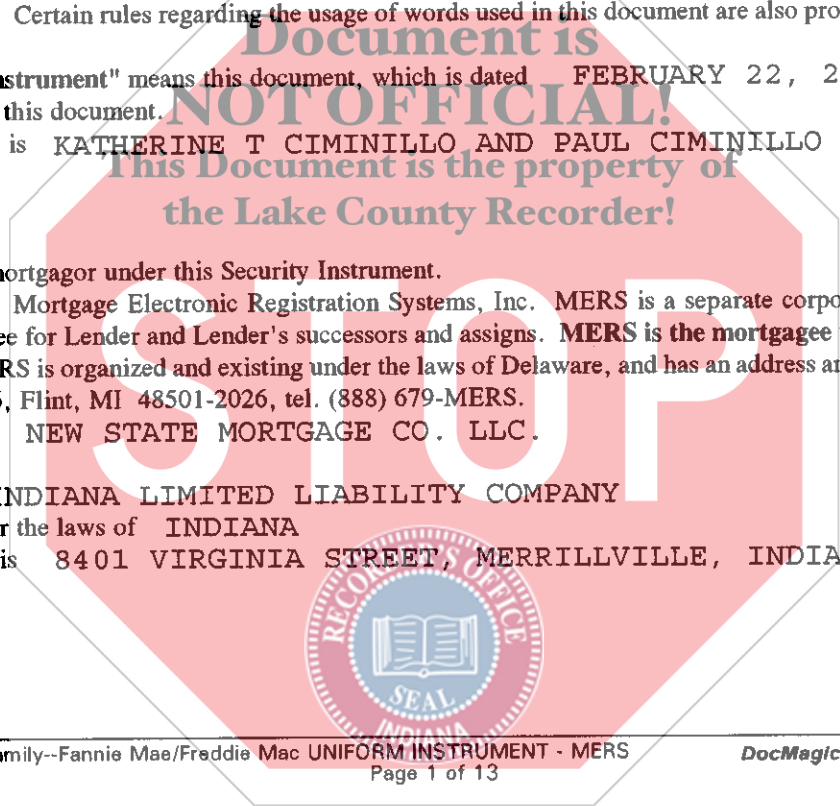 Certain rules regarding the usage of words used in this document are also pro
Document is
nstrument" means this document, which is dated FEBRUARY 22, 2
this document.
NOT OFFICIAL!
is KATHERINE T CIMINILLO AND PAUL CIMINILLO
This Document is the property of
the Lake County Recorder!
ortgagor under this Security Instrument.
Mortgage Electronic Registration Systems, Inc. MERS is a separate corpo
ee for Lender and Lender's successors and assigns. MERS is the mortgagee
RS is organized and existing under the laws of Delaware, and has an address a
, Flint, MI 48501-2026, tel. (888) 679-MERS.
STOP
NEW STATE MORTGAGE CO. LLC.
INDIANA LIMITED LIABILITY COMPANY
r the laws of INDIANA
is 8401 VIRGINIA STREET, MERRILLVILLE, INDIA
RECORDER'S OFFICE
SEAL
INDIANA
mily--Fannie Mae/Freddie Mac UNIFORM INSTRUMENT - MERS DocMagic
Page 1 of 13